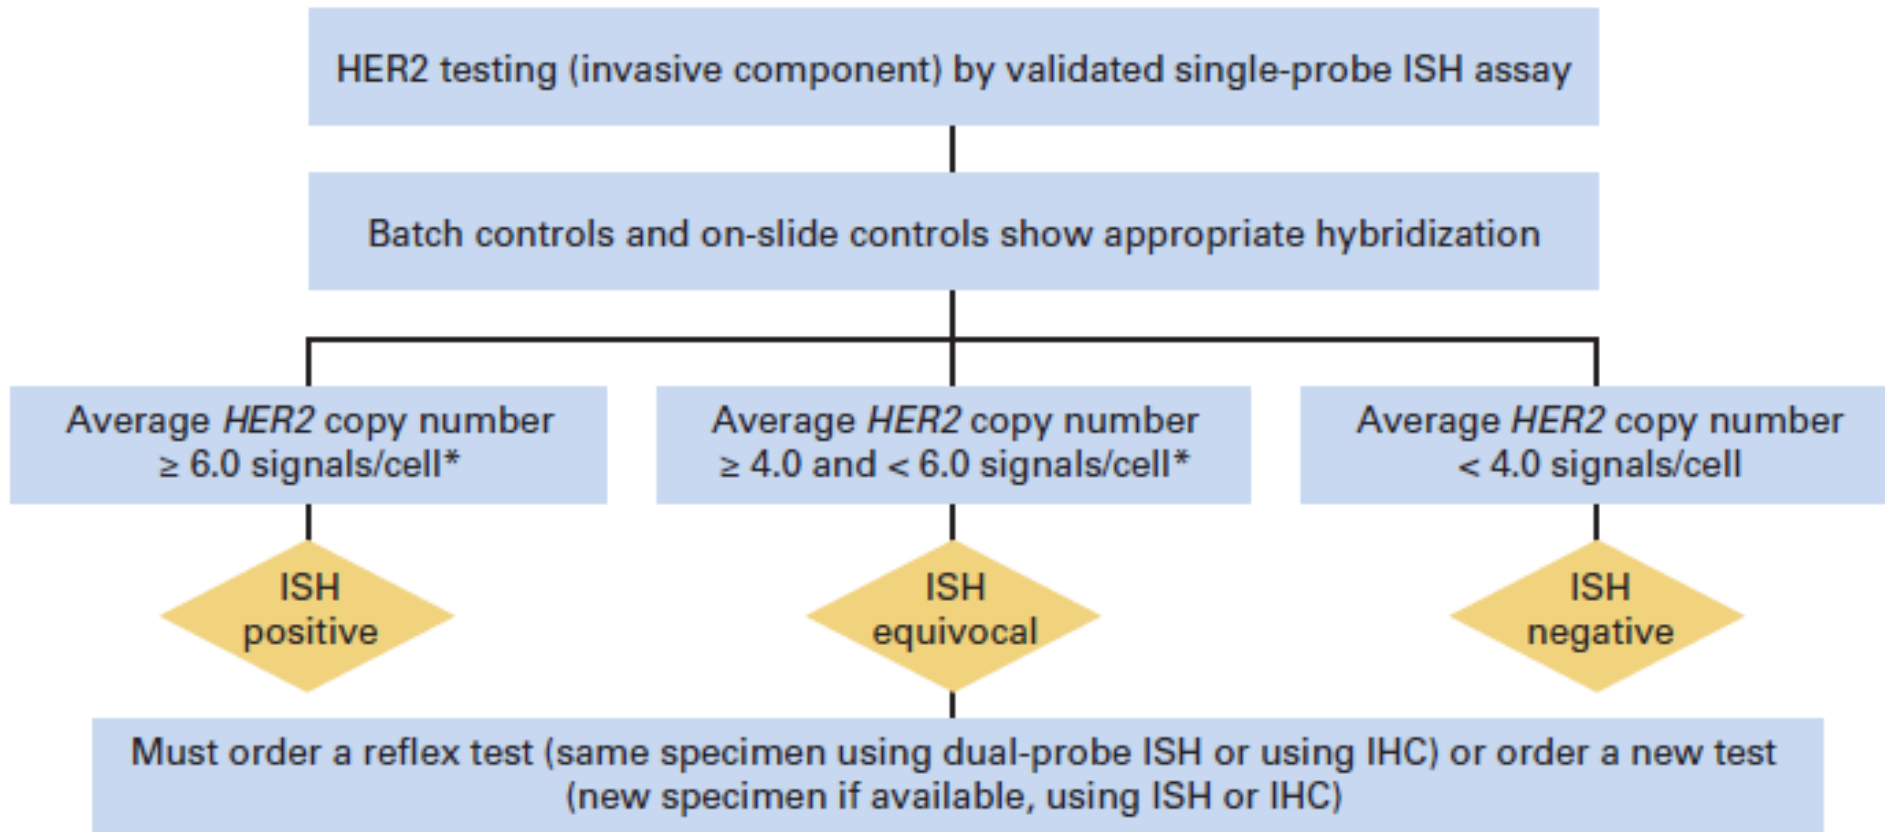 HER2 testing (invasive component) by validated single-probe ISH assay
Batch controls and on-slide controls show appropriate hybridization
Average HER2 copy number
≥ 6.0 signals/cell*
Average HER2 copy number
≥ 4.0 and < 6.0 signals/cell*
Average HER2 copy number
< 4.0 signals/cell
ISH
positive
ISH
equivocal
ISH
negative
Must order a reflex test (same specimen using dual-probe ISH or using IHC) or order a new test
(new specimen if available, using ISH or IHC)